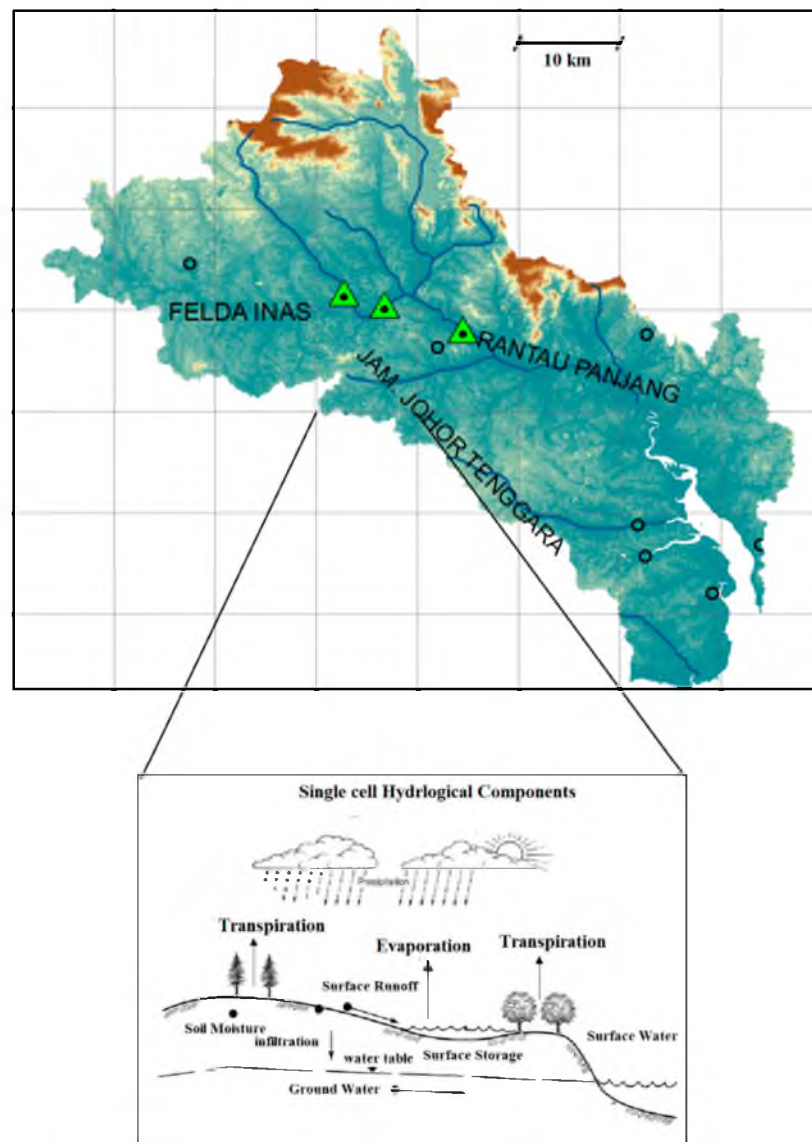 10 km
FELDA INAS
RANTAU PANJANG
JAM. JOHOR TENGGARA
Single cell Hydrlogical Components
Precipitation
Transpiration
Evaporation
Transpiration
Surface Runoff
Soil Moisture
infiltration
Surface Water
water table
Surface Storage
Ground Water